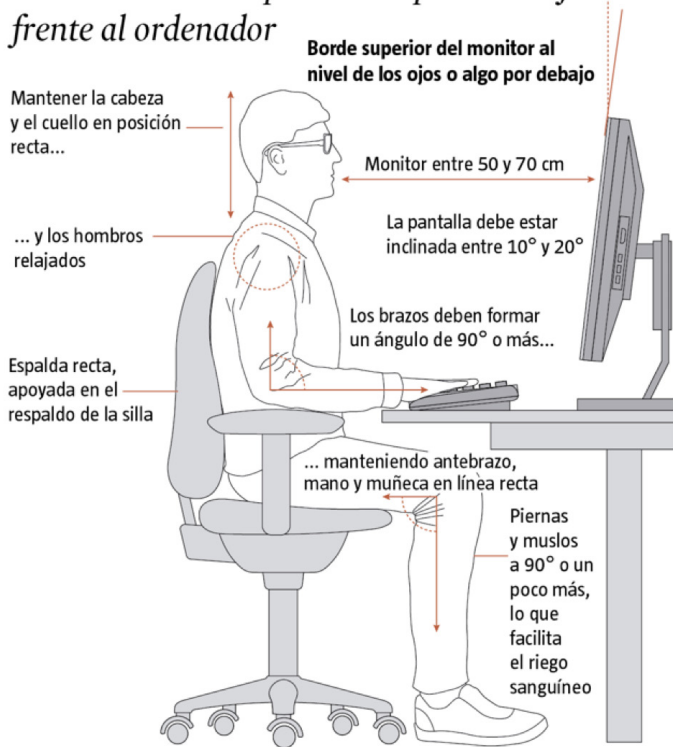 frente al ordenador
Borde superior del monitor al
nivel de los ojos o algo por debajo
Mantener la cabeza
y el cuello en posición
recta...
Monitor entre 50 y 70 cm
... y los hombros
relajados
La pantalla debe estar
inclinada entre 10° y 20°
Los brazos deben formar
un ángulo de 90° o más...
Espalda recta,
apoyada en el
respaldo de la silla
... manteniendo antebrazo,
mano y muñeca en línea recta
Piernas
y muslos
a 90° o un
poco más,
lo que
facilita
el riego
sanguíneo